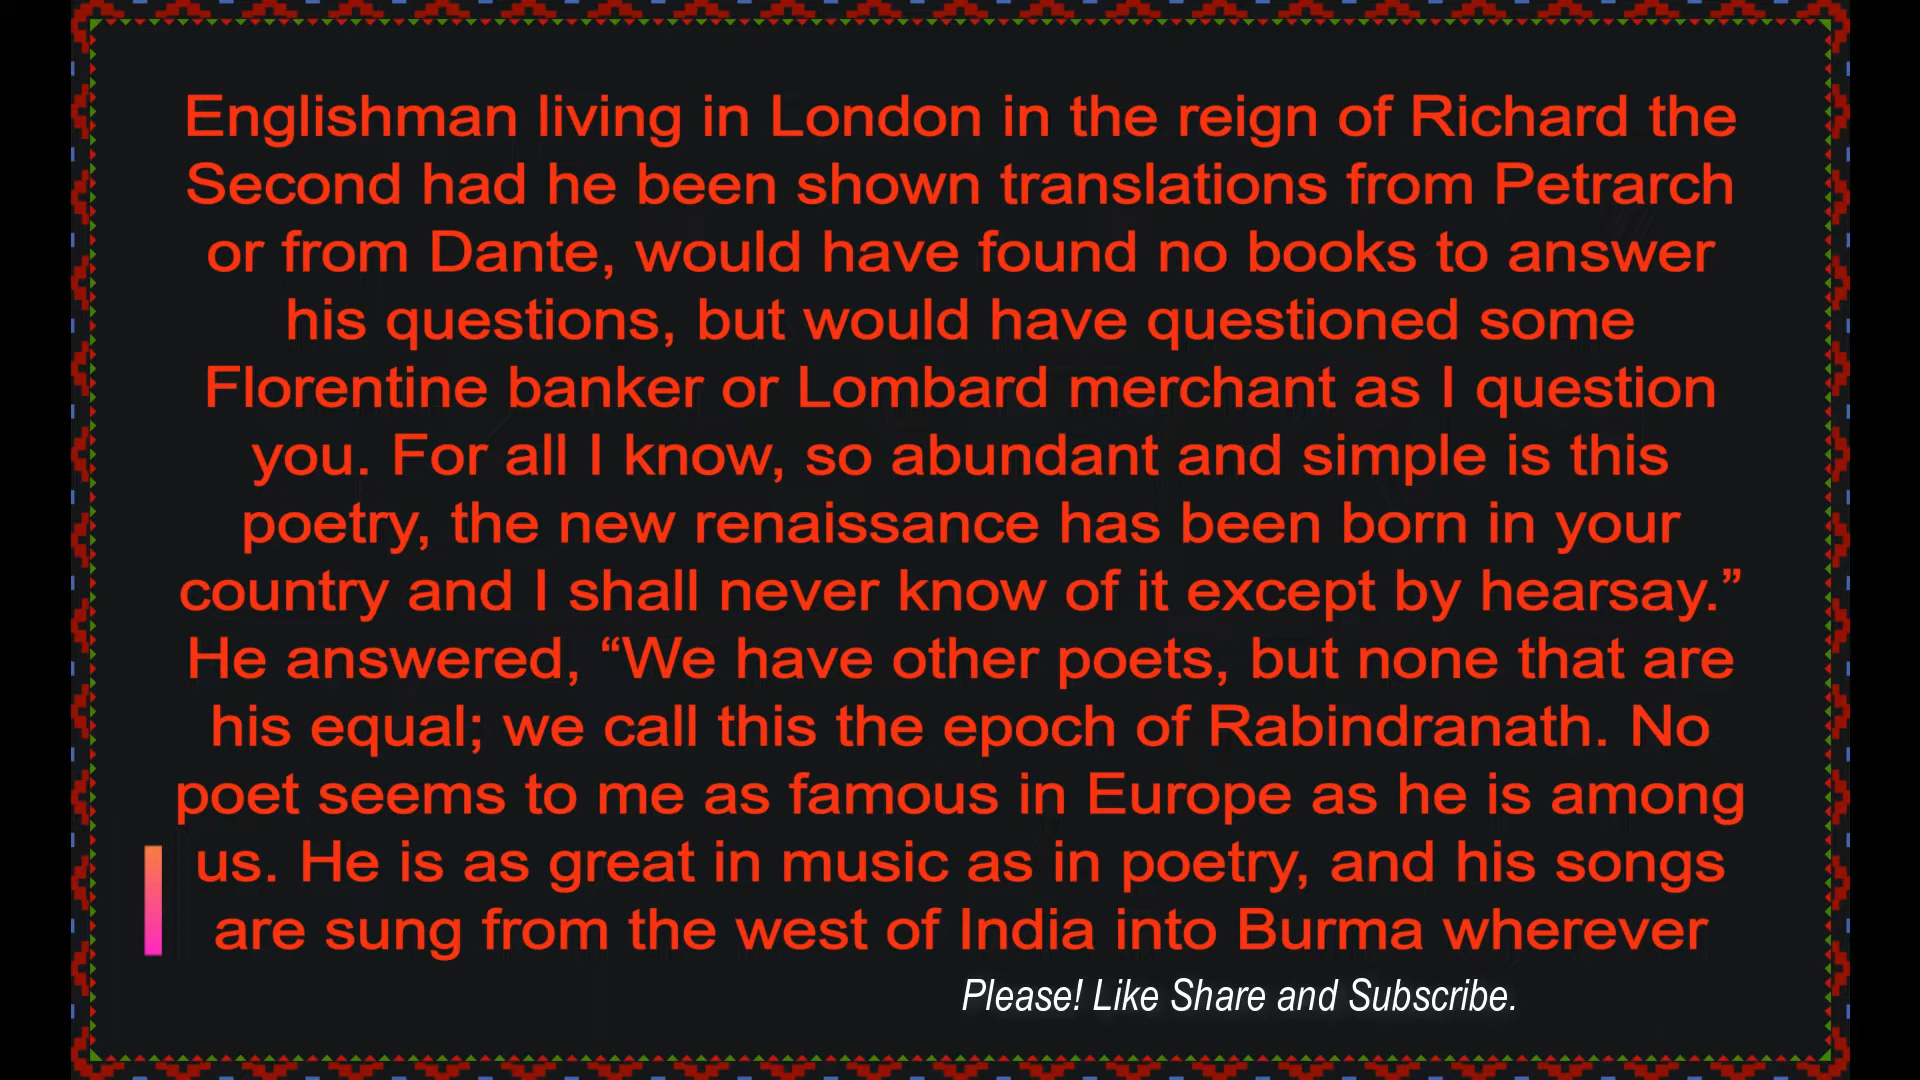 Englishman living in London in the reign of Richard the
Second had he been shown translations from Petrarch
or from Dante, would have found no books to answer
his questions, but would have questioned some
Florentine banker or Lombard merchant as I question
you. For all I know, so abundant and simple is this
poetry, the new renaissance has been born in your
country and I shall never know of it except by hearsay.”
He answered, “We have other poets, but none that are
his equal; we call this the epoch of Rabindranath. No
poet seems to me as famous in Europe as he is among
us. He is as great in music as in poetry, and his songs
are sung from the west of India into Burma wherever
Please! Like Share and Subscribe.